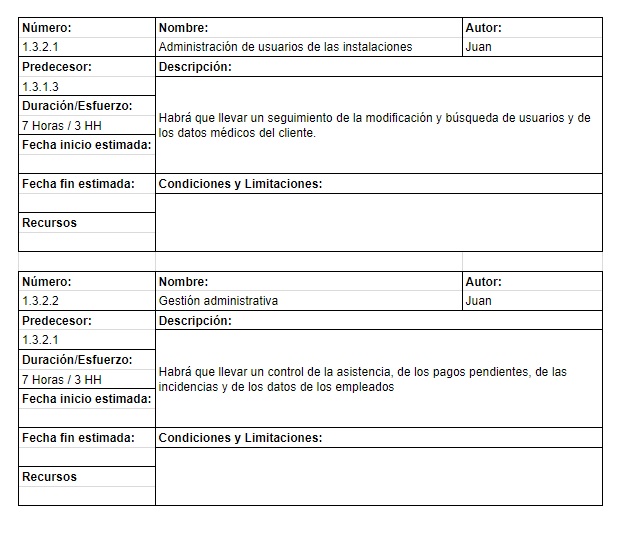 Número: Nombre: Autor:
1.3.2.1 Administración de usuarios de las instalaciones Juan
Predecesor: Descripción:
1.3.1.3
Duración/Esfuerzo:
7 Horas / 3 HH
Habrá que llevar un seguimiento de la modificación y búsqueda de usuarios y de
los datos médicos del cliente.
Fecha inicio estimada:
Fecha fin estimada: Condiciones y Limitaciones:
Recursos
Número: Nombre: Autor:
1.3.2.2 Gestión administrativa Juan
Predecesor: Descripción:
1.3.2.1
Duración/Esfuerzo:
7 Horas / 3 HH
Habrá que llevar un control de la asistencia, de los pagos pendientes, de las
incidencias y de los datos de los empleados
Fecha inicio estimada:
Fecha fin estimada: Condiciones y Limitaciones:
Recursos